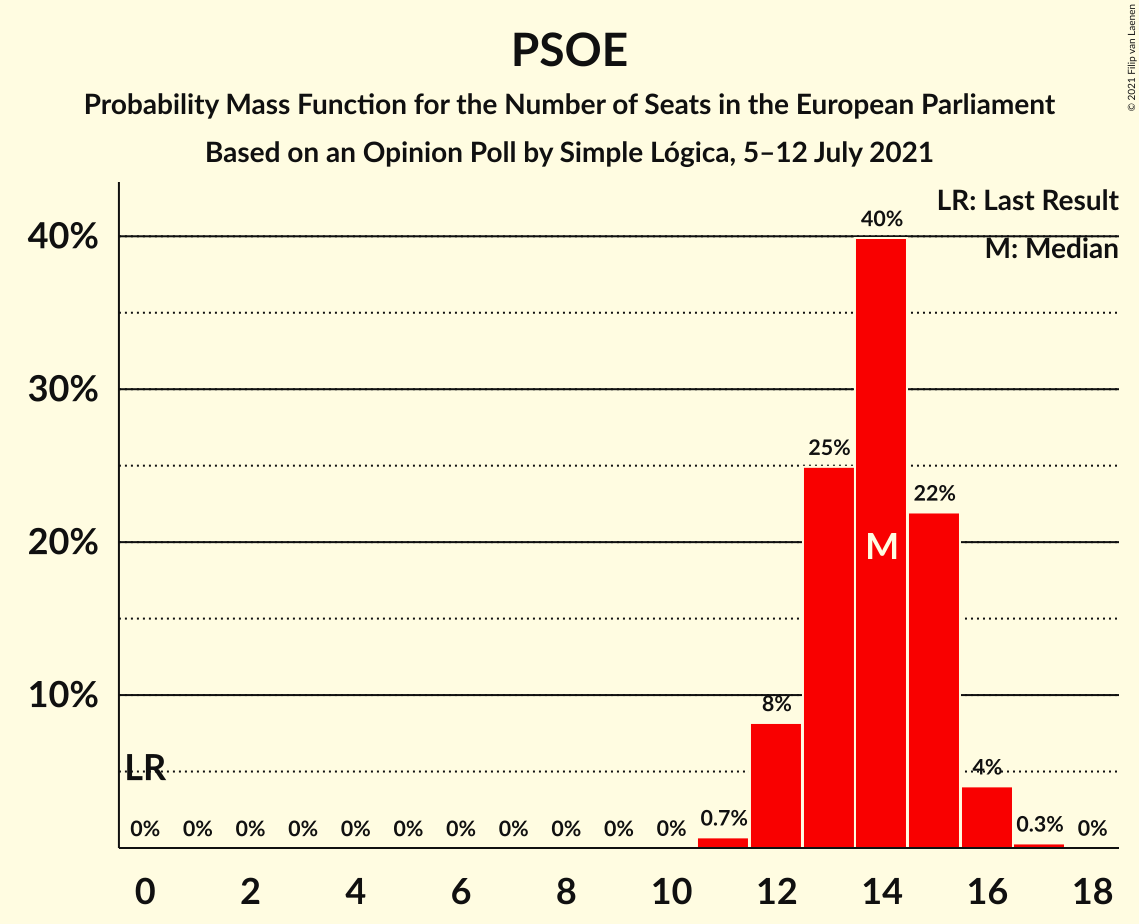 PSOE
Probability Mass Function for the Number of Seats in the European Parliament
Based on an Opinion Poll by Simple Lógica, 5–12 July 2021
© 2021 Filip van Laenen
LR: Last Result
M: Median
40%
30%
20%
10%
40%
25%
22%
M
8%
4%
LR
0% 0% 0% 0% 0% 0% 0% 0% 0% 0% 0% 0.7% 0.3% 0%
0 2 4 6 8 10 12 14 16 18